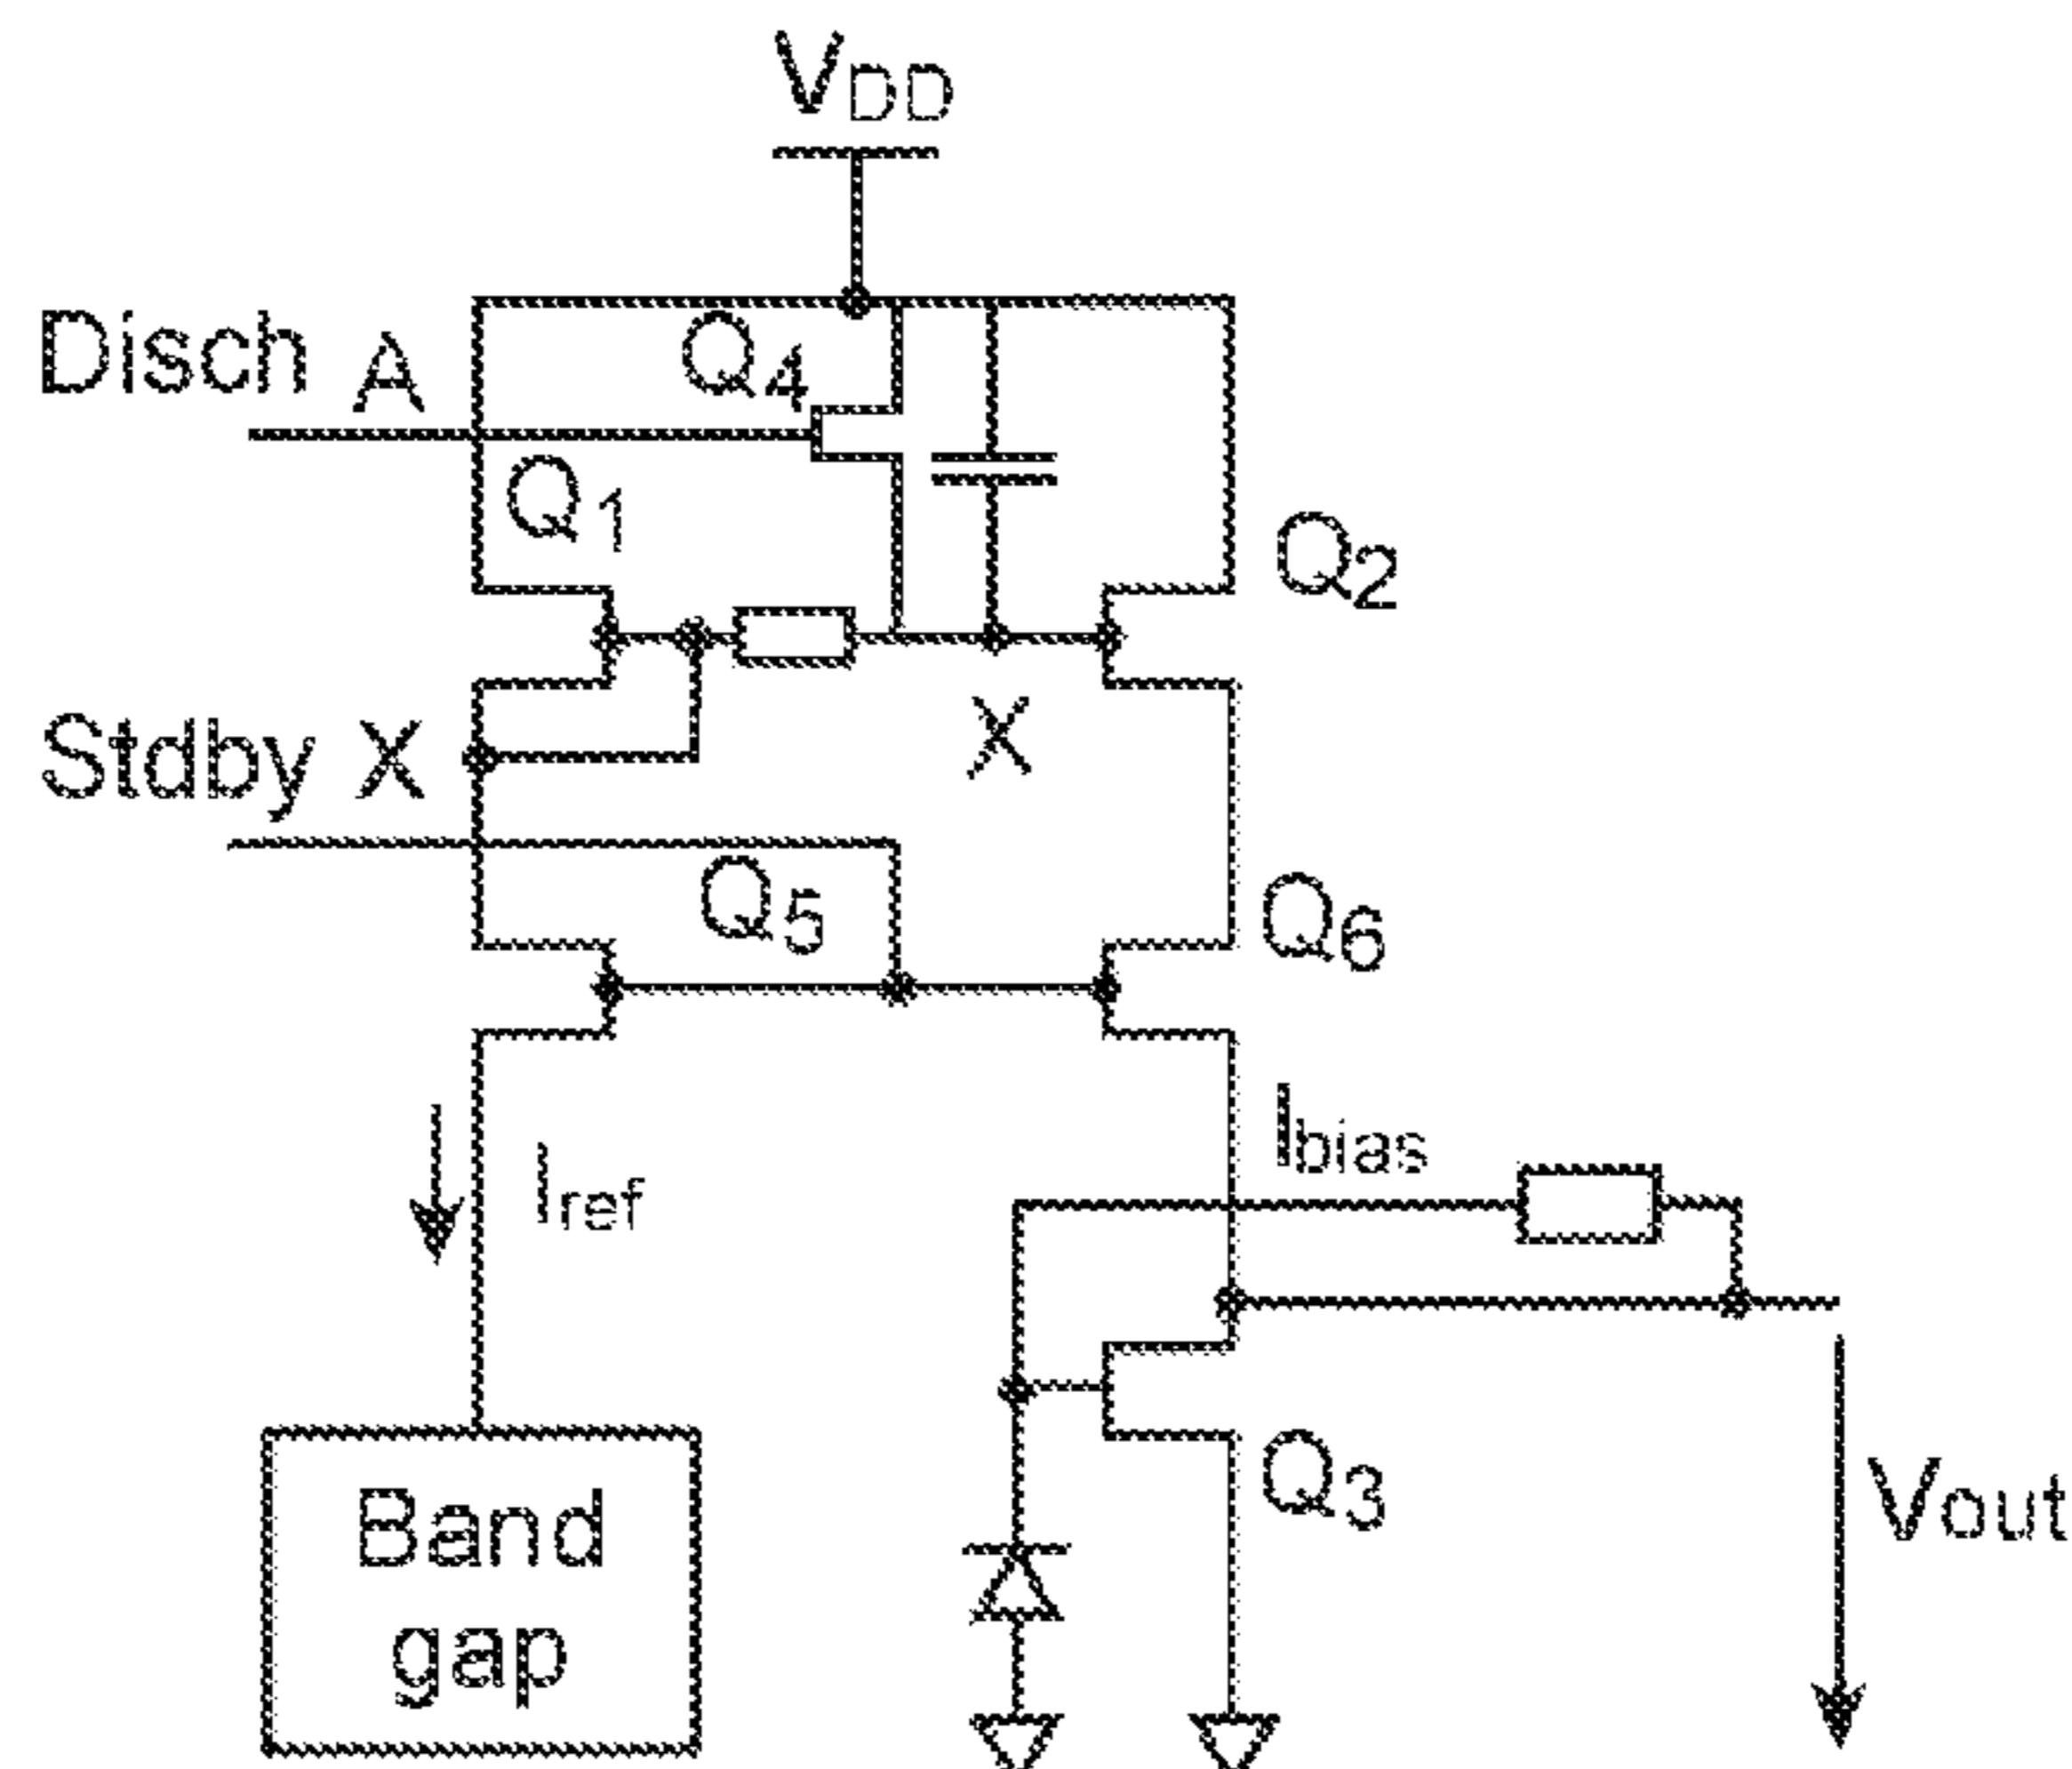 VDD
Disch A
Q4
Q1
Q2
Stdby X
X
Q5
Q6
Iref
Ibias
Band
gap
Q3
Vout